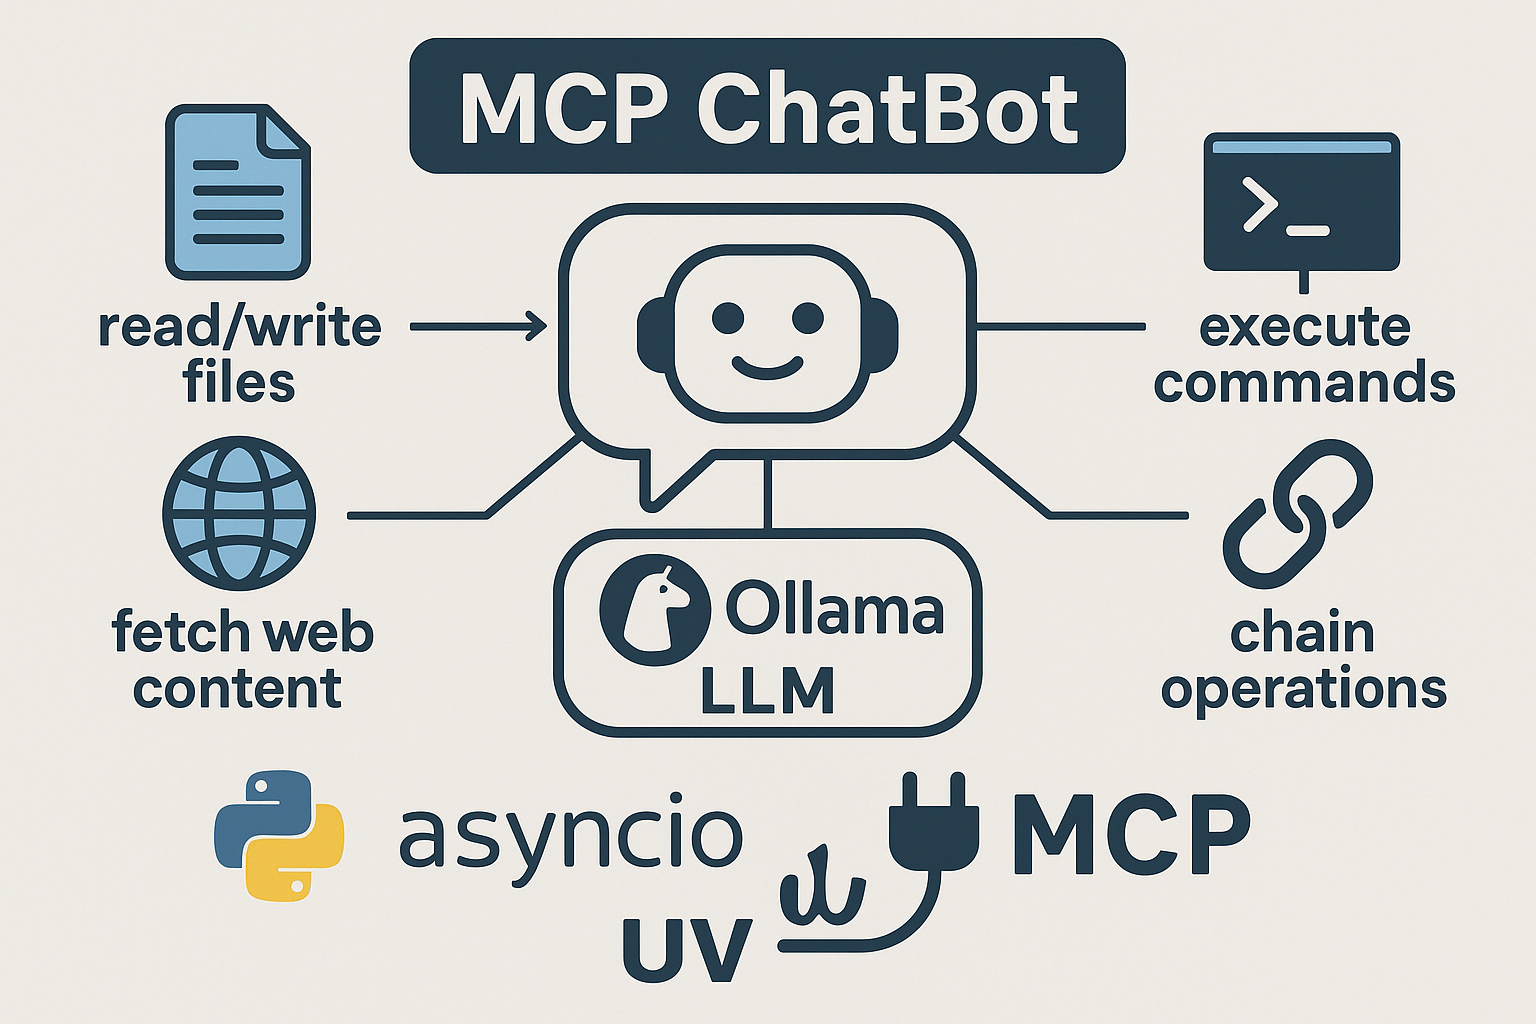 MCP ChatBot
read/write
files
execute
commands
fetch web
content
Ollama
LLM
chain
operations
asyncio
MCP
UV